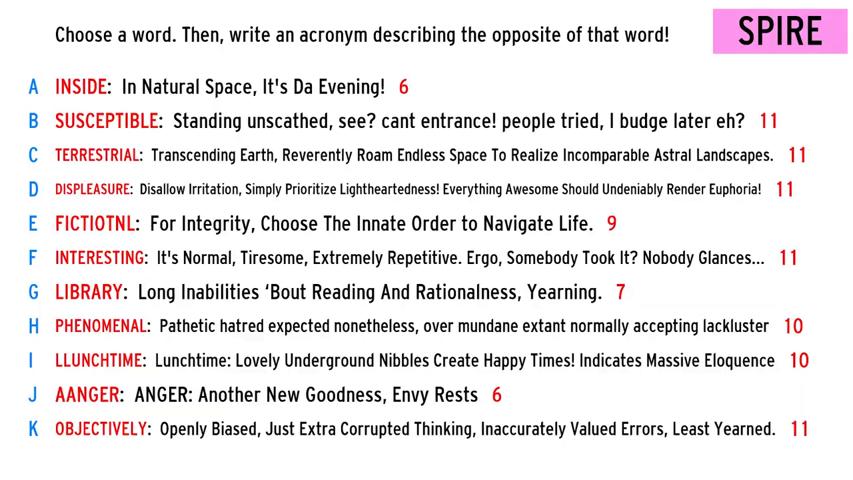 Choose a word. Then, write an acronym describing the opposite of that word!
SPIRE
A INSIDE: In Natural Space, It's Da Evening! 6
B SUSCEPTIBLE: Standing unscathed, see? cant entrance! people tried, I budge later eh? 11
C TERRESTRIAL: Transcending Earth, Reverently Roam Endless Space To Realize Incomparable Astral Landscapes. 11
D DISPLEASURE: Disallow Irritation, Simply Prioritize Lightheartedness! Everything Awesome Should Undeniably Render Euphoria! 11
E FICTIOTNL: For Integrity, Choose The Innate Order to Navigate Life. 9
F INTERESTING: It's Normal, Tiresome, Extremely Repetitive. Ergo, Somebody Took It? Nobody Glances... 11
G LIBRARY: Long Inabilities ‘Bout Reading And Rationalness, Yearning. 7
H PHENOMENAL: Pathetic hatred expected nonetheless, over mundane extant normally accepting lackluster 10
I LLUNCHTIME: Lunchtime: Lovely Underground Nibbles Create Happy Times! Indicates Massive Eloquence 10
J AANGER: ANGER: Another New Goodness, Envy Rests 6
K OBJECTIVELY: Openly Biased, Just Extra Corrupted Thinking, Inaccurately Valued Errors, Least Yearned. 11